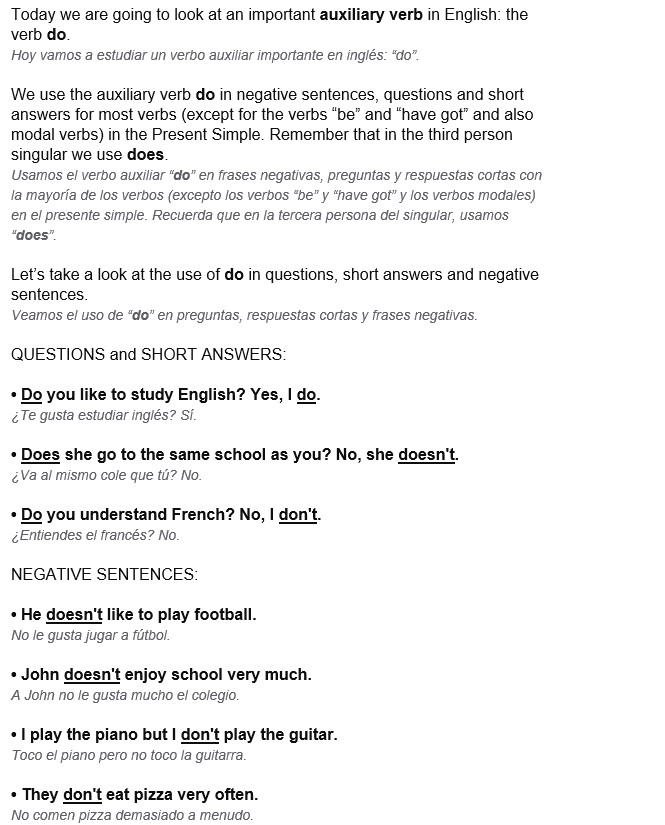 Today we are going to look at an important auxiliary verb in English: the
verb do.
Hoy vamos a estudiar un verbo auxiliar importante en inglés: “do”.
We use the auxiliary verb do in negative sentences, questions and short
answers for most verbs (except for the verbs “be” and “have got” and also
modal verbs) in the Present Simple. Remember that in the third person
singular we use does.
Usamos el verbo auxiliar “do” en frases negativas, preguntas y respuestas cortas con
la mayoría de los verbos (excepto los verbos “be” y “have got” y los verbos modales)
en el presente simple. Recuerda que en la tercera persona del singular, usamos
“does”.
Let’s take a look at the use of do in questions, short answers and negative
sentences.
Veamos el uso de “do” en preguntas, respuestas cortas y frases negativas.
QUESTIONS and SHORT ANSWERS:
• Do you like to study English? Yes, I do.
¿Te gusta estudiar inglés? Sí.
• Does she go to the same school as you? No, she doesn't.
¿Va al mismo cole que tú? No.
• Do you understand French? No, I don't.
¿Entiendes el francés? No.
NEGATIVE SENTENCES:
• He doesn't like to play football.
No le gusta jugar a fútbol.
• John doesn't enjoy school very much.
A John no le gusta mucho el colegio.
• I play the piano but I don't play the guitar.
Toco el piano pero no toco la guitarra.
• They don't eat pizza very often.
No comen pizza demasiado a menudo.